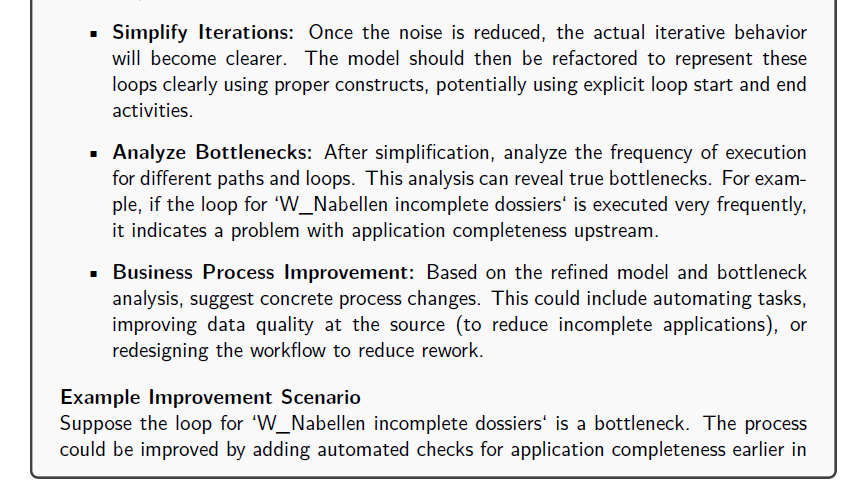 ▪ Simplify Iterations: Once the noise is reduced, the actual iterative behavior
will become clearer. The model should then be refactored to represent these
loops clearly using proper constructs, potentially using explicit loop start and end
activities.
▪ Analyze Bottlenecks: After simplification, analyze the frequency of execution
for different paths and loops. This analysis can reveal true bottlenecks. For exam-
ple, if the loop for ‘W_Nabellen incomplete dossiers‘ is executed very frequently,
it indicates a problem with application completeness upstream.
▪ Business Process Improvement: Based on the refined model and bottleneck
analysis, suggest concrete process changes. This could include automating tasks,
improving data quality at the source (to reduce incomplete applications), or
redesigning the workflow to reduce rework.
Example Improvement Scenario
Suppose the loop for ‘W_Nabellen incomplete dossiers‘ is a bottleneck. The process
could be improved by adding automated checks for application completeness earlier in